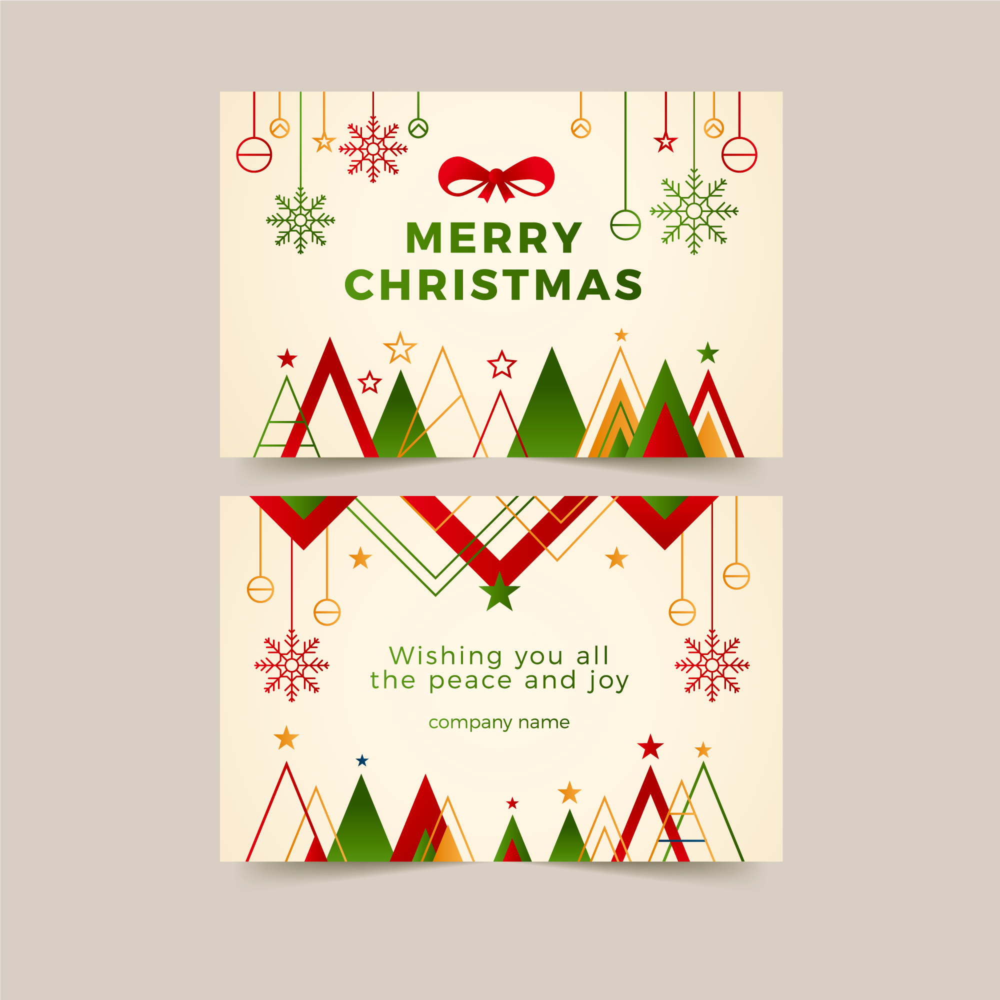 MERRY
CHRISTMAS
Wishing you all
the peace and joy
company name